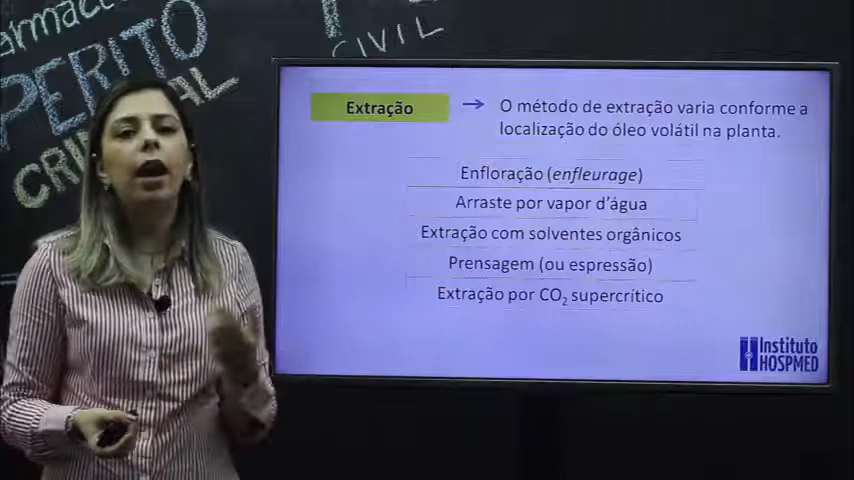 PERITO
CRIMINAL
CIVIL
Extração
O método de extração varia conforme a
localização do óleo volátil na planta.
Enfloração (enfleurage)
Arraste por vapor d'água
Extração com solventes orgânicos
Prensagem (ou espressão)
Extração por CO₂ supercrítico
Instituto
HOSPMED